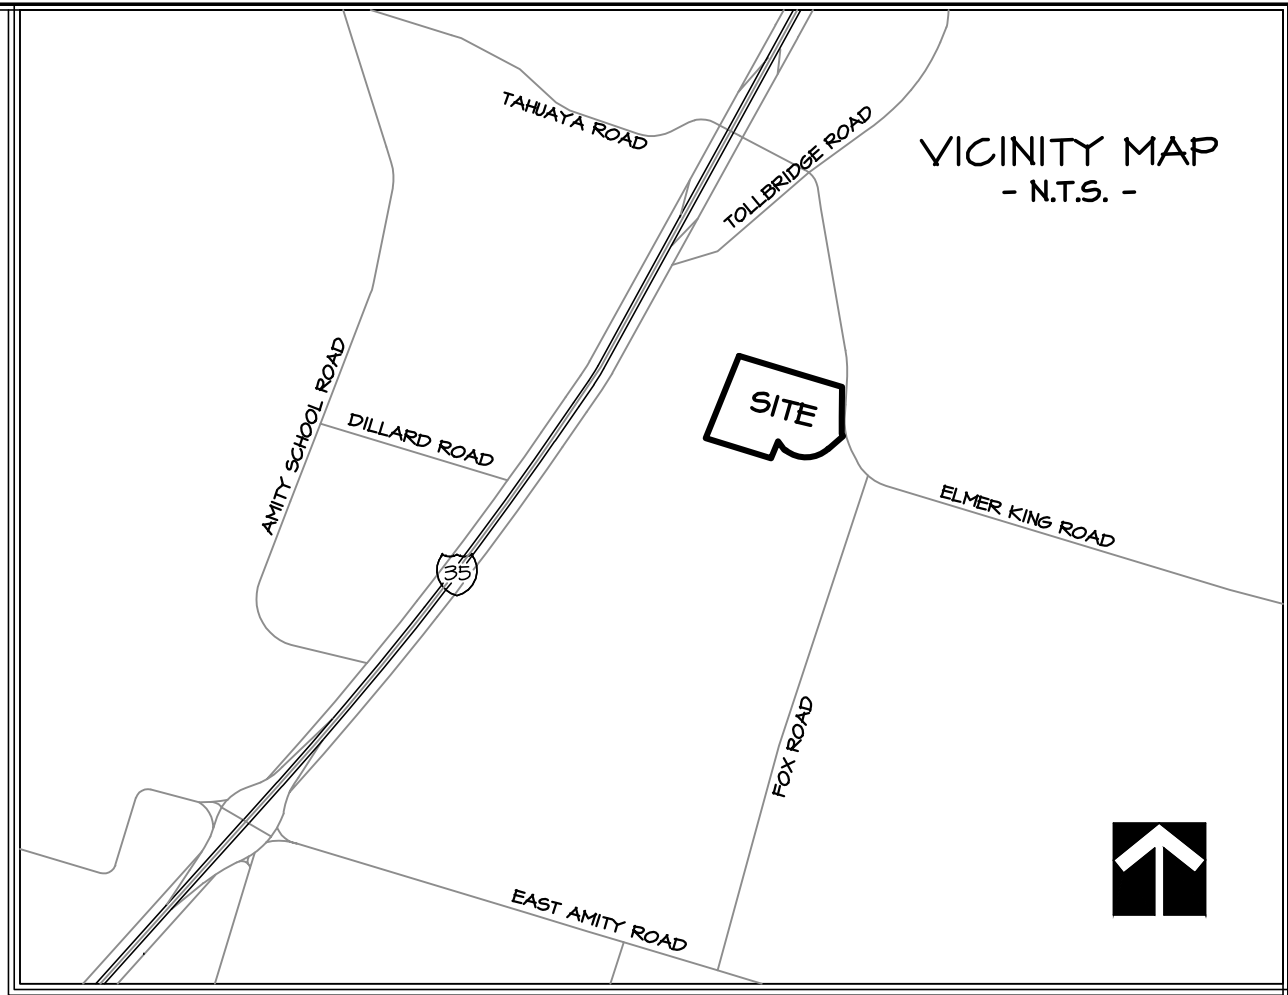 TAHUAYA ROAD
TOLLBRIDGE ROAD
VICINITY MAP
- N.T.S. -
AMITY SCHOOL ROAD
SITE
DILLARD ROAD
ELMER KING ROAD
35
FOX ROAD
EAST AMITY ROAD